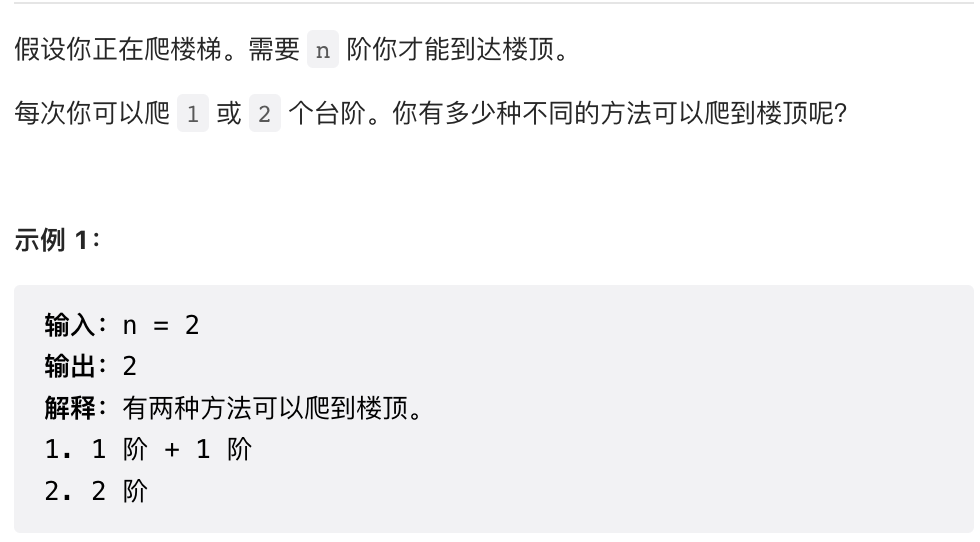 假设你正在爬楼梯。需要 n 阶你才能到达楼顶。
每次你可以爬 1 或 2 个台阶。你有多少种不同的方法可以爬到楼顶呢？
示例 1：
输入：n = 2
输出：2
解释：有两种方法可以爬到楼顶。
1. 1 阶 + 1 阶
2. 2 阶